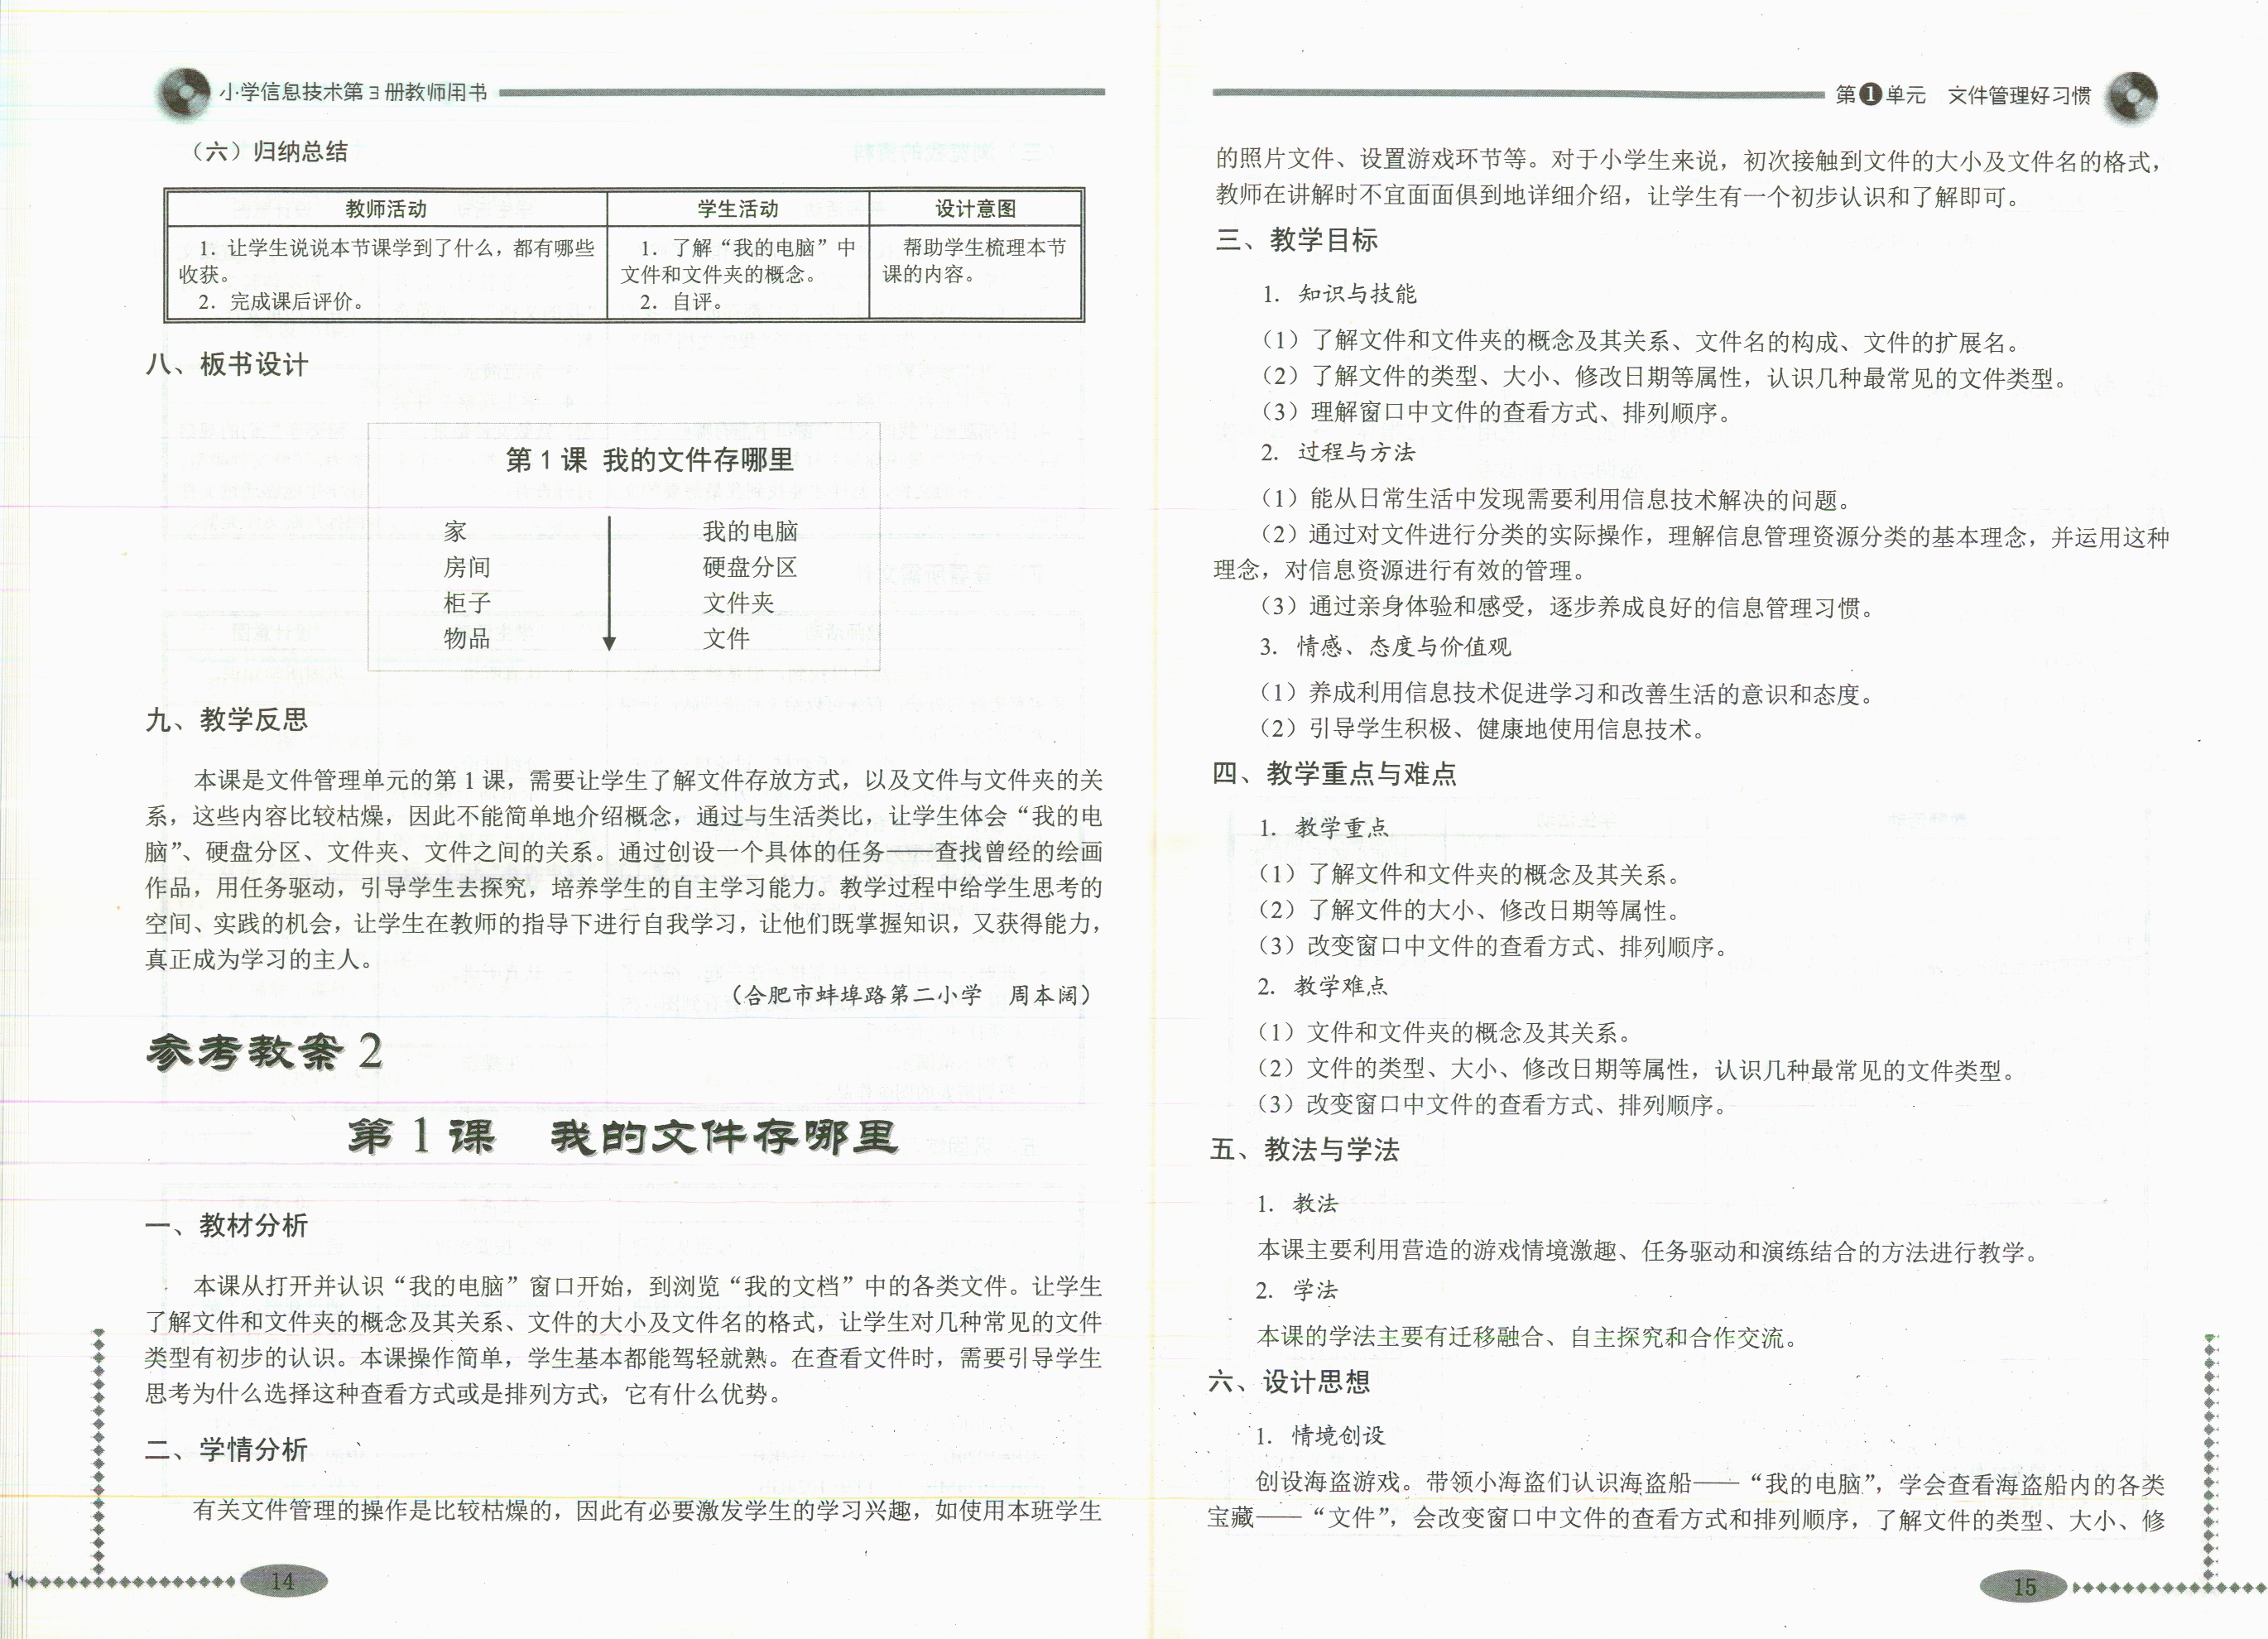 小学信息技术第3册教师用书
（六）归纳总结
教师活动 学生活动 设计意图
1．让学生说说本节课学到了什么，都有哪些
收获。
2．完成课后评价。
1．了解“我的电脑”中
文件和文件夹的概念。
2．自评。
帮助学生梳理本节
课的内容。
八、板书设计
第1课 我的文件存哪里
家 我的电脑
房间 硬盘分区
柜子 文件夹
物品 文件
九、教学反思
本课是文件管理单元的第1课，需要让学生了解文件存放方式，以及文件与文件夹的关
系，这些内容比较枯燥，因此不能简单地介绍概念，通过与生活类比，让学生体会“我的电
脑”、硬盘分区、文件夹、文件之间的关系。通过创设一个具体的任务——查找曾经的绘画
作品，用任务驱动，引导学生去探究，培养学生的自主学习能力。教学过程中给学生思考的
空间、实践的机会，让学生在教师的指导下进行自我学习，让他们既掌握知识，又获得能力，
真正成为学习的主人。
（合肥市蚌埠路第二小学　周本阔）
参考教案2
第1课　我的文件存哪里
一、教材分析
本课从打开并认识“我的电脑”窗口开始，到浏览“我的文档”中的各类文件。让学生
了解文件和文件夹的概念及其关系、文件的大小及文件名的格式，让学生对几种常见的文件
类型有初步的认识。本课操作简单，学生基本都能驾轻就熟。在查看文件时，需要引导学生
思考为什么选择这种查看方式或是排列方式，它有什么优势。
二、学情分析
有关文件管理的操作是比较枯燥的，因此有必要激发学生的学习兴趣，如使用本班学生
14
第1单元　文件管理好习惯
的照片文件、设置游戏环节等。对于小学生来说，初次接触到文件的大小及文件名的格式，
教师在讲解时不宜面面俱到地详细介绍，让学生有一个初步认识和了解即可。
三、教学目标
1．知识与技能
（1）了解文件和文件夹的概念及其关系、文件名的构成、文件的扩展名。
（2）了解文件的类型、大小、修改日期等属性，认识几种最常见的文件类型。
（3）理解窗口中文件的查看方式、排列顺序。
2．过程与方法
（1）能从日常生活中发现需要利用信息技术解决的问题。
（2）通过对文件进行分类的实际操作，理解信息管理资源分类的基本理念，并运用这种
理念，对信息资源进行有效的管理。
（3）通过亲身体验和感受，逐步养成良好的信息管理习惯。
3．情感、态度与价值观
（1）养成利用信息技术促进学习和改善生活的意识和态度。
（2）引导学生积极、健康地使用信息技术。
四、教学重点与难点
1．教学重点
（1）了解文件和文件夹的概念及其关系。
（2）了解文件的大小、修改日期等属性。
（3）改变窗口中文件的查看方式、排列顺序。
2．教学难点
（1）文件和文件夹的概念及其关系。
（2）文件的类型、大小、修改日期等属性，认识几种最常见的文件类型。
（3）改变窗口中文件的查看方式、排列顺序。
五、教法与学法
1．教法
本课主要利用营造的游戏情境激趣、任务驱动和演练结合的方法进行教学。
2．学法
本课的学法主要有迁移融合、自主探究和合作交流。
六、设计思想
1．情境创设
创设海盗游戏。带领小海盗们认识海盗船——“我的电脑”，学会查看海盗船内的各类
宝藏——“文件”，会改变窗口中文件的查看方式和排列顺序，了解文件的类型、大小、修
15